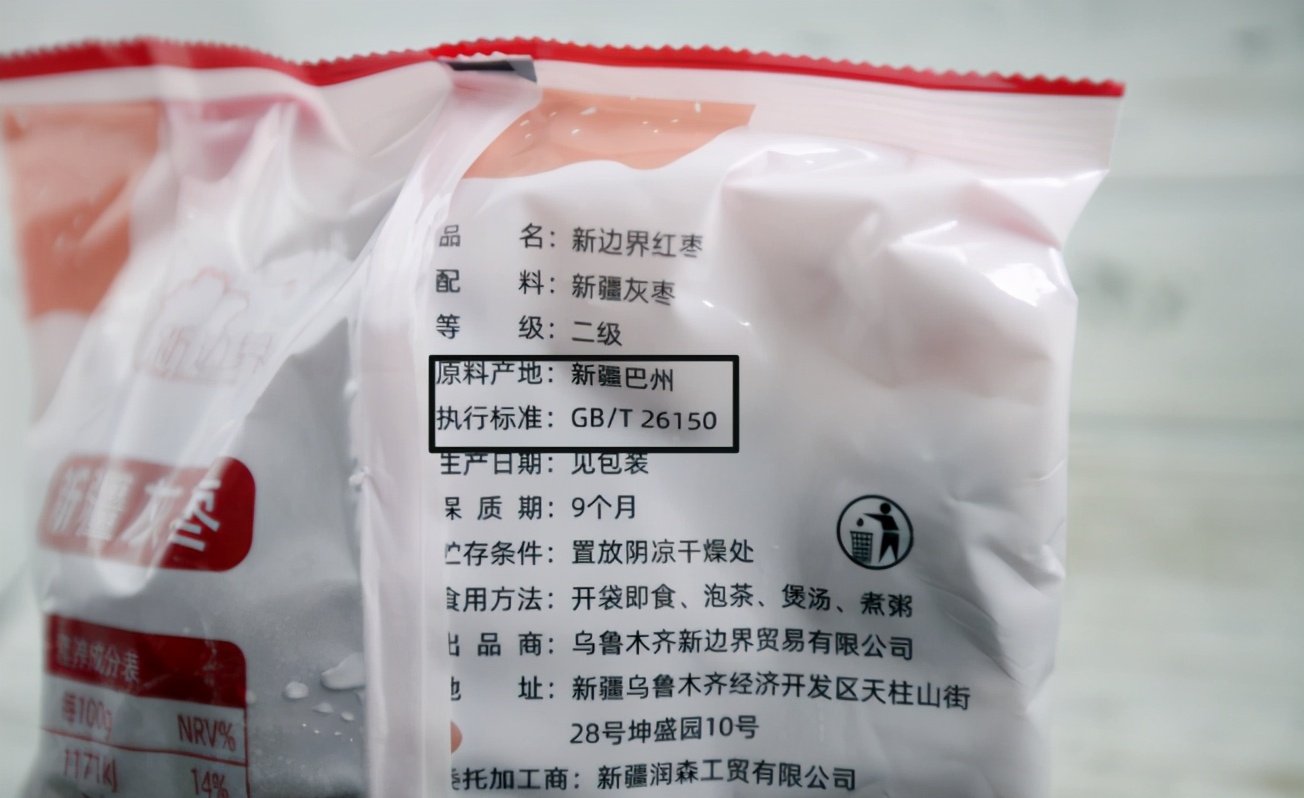 品名：新边界红枣
配料：新疆灰枣
等级：二级
原料产地：新疆巴州
执行标准：GB/T 26150
生产日期：见包装
保质期：9个月
贮存条件：置放阴凉干燥处
食用方法：开袋即食、泡茶、煲汤、煮粥
出品商：乌鲁木齐新边界贸易有限公司
地址：新疆乌鲁木齐经济开发区天柱山街
28号坤盛园10号
委托加工商：新疆润森工贸有限公司
新疆灰枣
营养成分表
每100g NRV%
1171kJ 14%